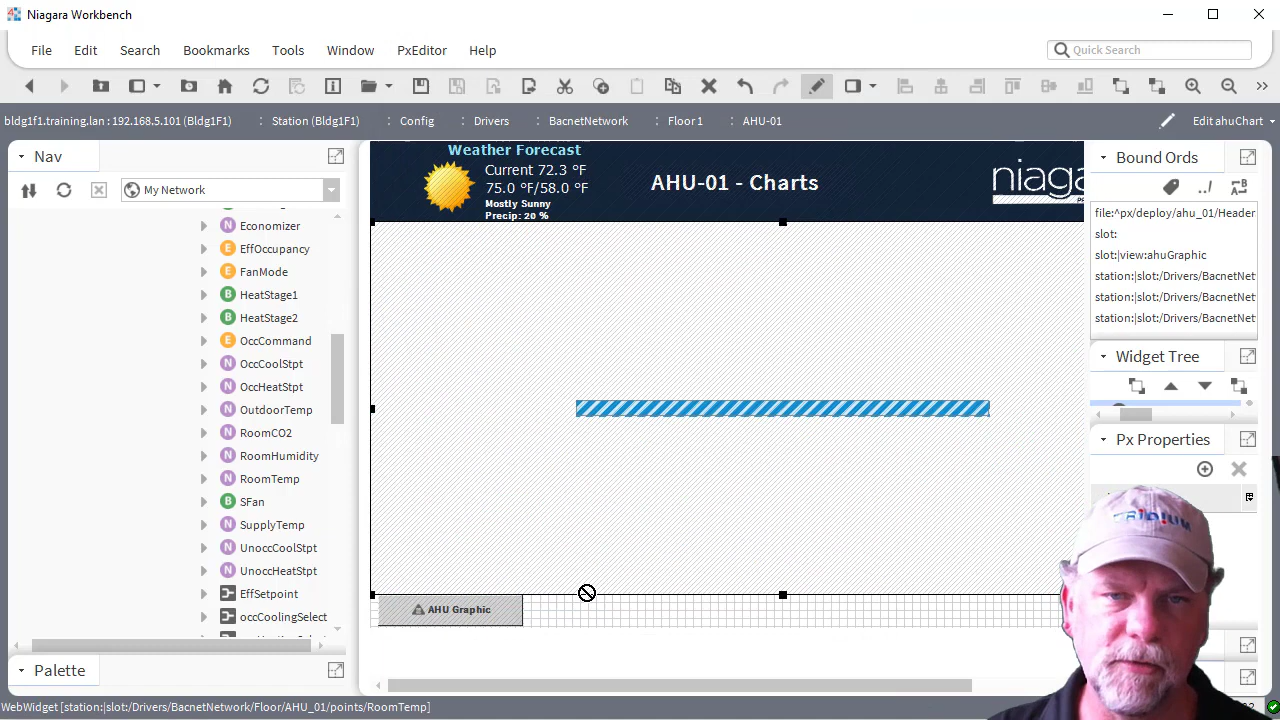 Niagara Workbench
File Edit Search Bookmarks Tools Window PxEditor Help
Quick Search
bldg1f1.training.lan : 192.168.5.101 (Bldg1F1) : Station (Bldg1F1) : Config : Drivers : BacnetNetwork : Floor 1 : AHU-01
Edit ahuChart
Nav
My Network
Economizer
EffOccupancy
FanMode
HeatStage1
HeatStage2
OccCommand
OccCoolStpt
OccHeatStpt
OutdoorTemp
RoomCO2
RoomHumidity
RoomTemp
SFan
SupplyTemp
UnoccCoolStpt
UnoccHeatStpt
EffSetpoint
occCoolingSelect
Palette
Weather Forecast
Current 72.3 °F
75.0 °F/58.0 °F
Mostly Sunny
Precip: 20 %
AHU-01 - Charts
AHU Graphic
Bound Ords
file:^px/deploy/ahu_01/Header
slot:
slot:|view:ahuGraphic
station:|slot:/Drivers/BacnetNet
station:|slot:/Drivers/BacnetNet
station:|slot:/Drivers/BacnetNet
Widget Tree
Px Properties
WebWidget [station:|slot:/Drivers/BacnetNetwork/Floor/AHU_01/points/RoomTemp]